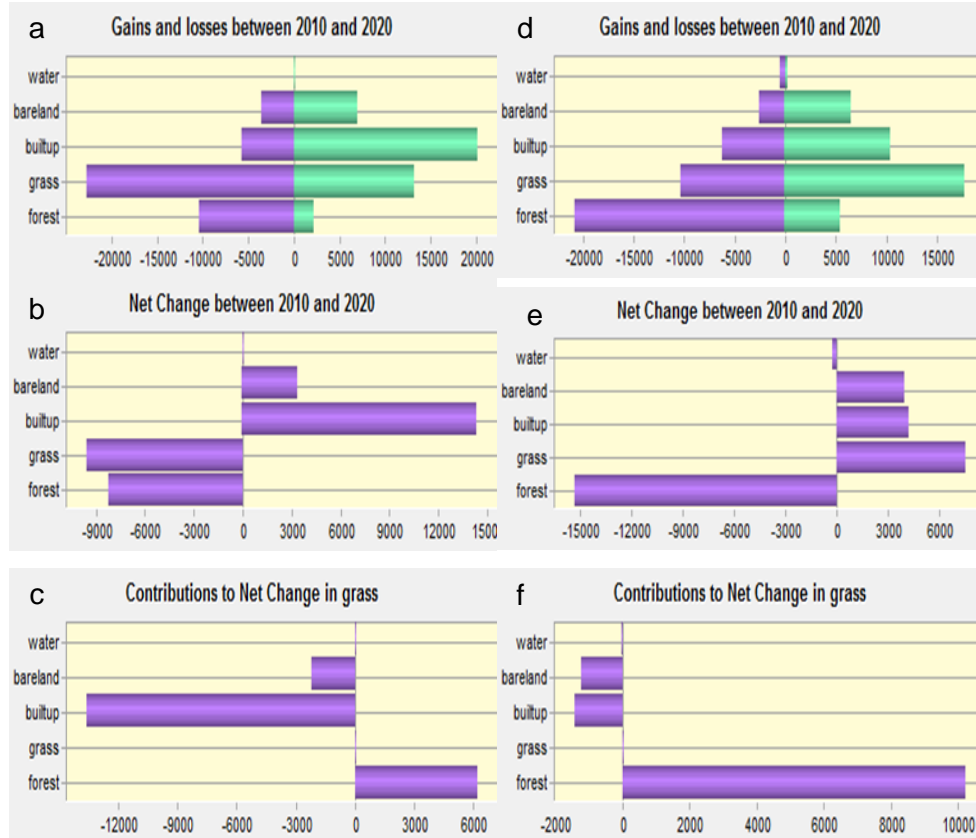 a
Gains and losses between 2010 and 2020
water
bareland
builtup
grass
forest
-20000 -15000 -10000 -5000 0 5000 10000 15000 20000
b
Net Change between 2010 and 2020
water
bareland
builtup
grass
forest
-9000 -6000 -3000 0 3000 6000 9000 12000 1500
c
Contributions to Net Change in grass
water
bareland
builtup
grass
forest
-12000 -9000 -6000 -3000 0 3000 6000
d
Gains and losses between 2010 and 2020
water
bareland
builtup
grass
forest
-20000 -15000 -10000 -5000 0 5000 10000 15000
e
Net Change between 2010 and 2020
water
bareland
builtup
grass
forest
-15000 -12000 -9000 -6000 -3000 0 3000 6000
f
Contributions to Net Change in grass
water
bareland
builtup
grass
forest
-2000 0 2000 4000 6000 8000 10000